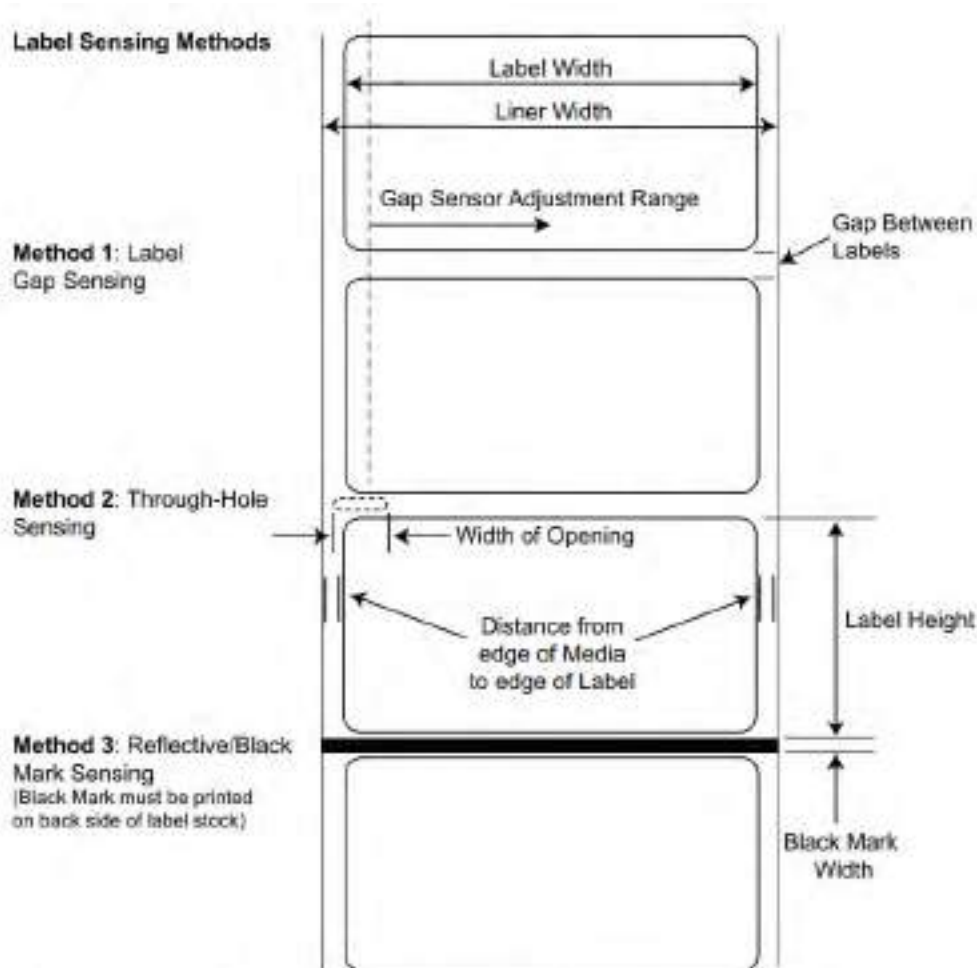 Label Sensing Methods
Label Width
Liner Width
Gap Sensor Adjustment Range
Gap Between
Labels
Method 1: Label
Gap Sensing
Method 2: Through-Hole
Sensing
Width of Opening
Distance from
edge of Media
to edge of Label
Label Height
Method 3: Reflective/Black
Mark Sensing
(Black Mark must be printed
on back side of label stock)
Black Mark
Width